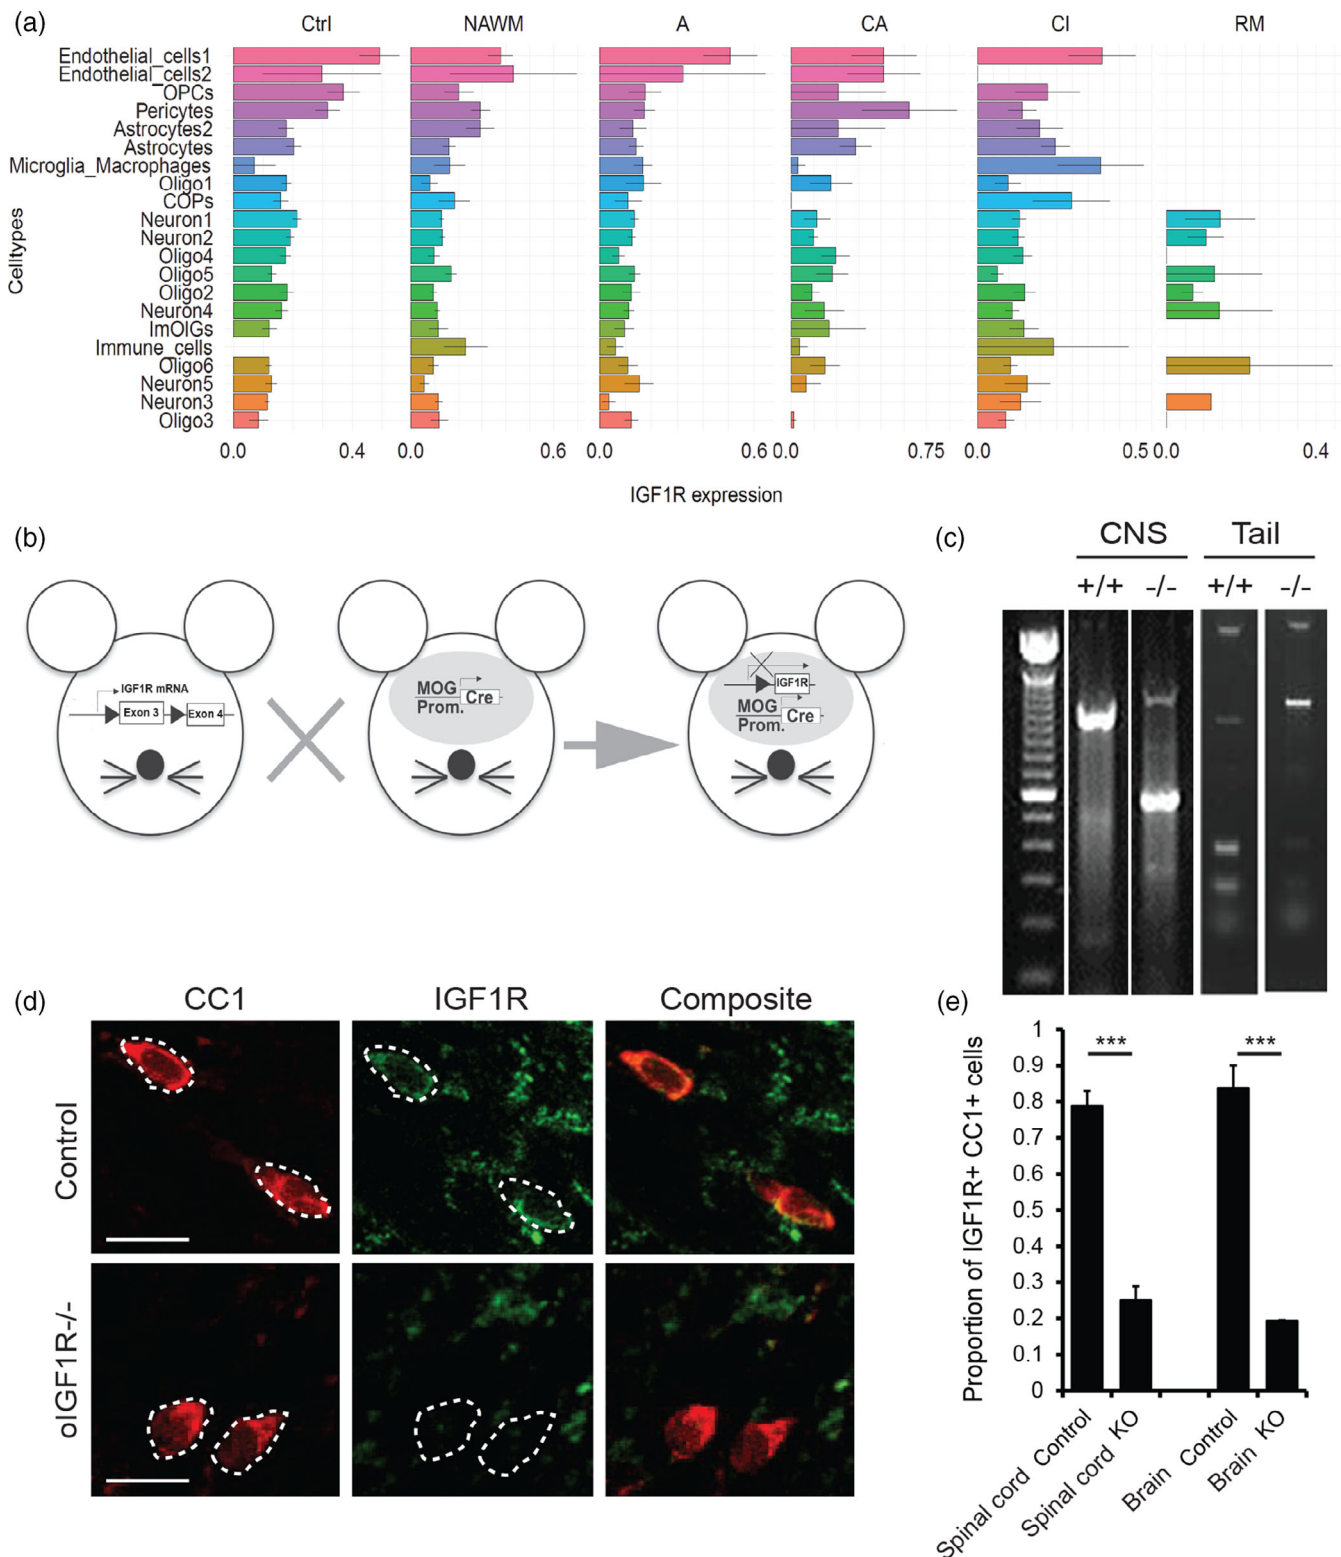 (a)
Ctrl NAWM A CA CI RM
Celltypes
Endothelial_cells1
Endothelial_cells2
OPCs
Pericytes
Astrocytes2
Astrocytes
Microglia_Macrophages
Oligo1
COPs
Neuron1
Neuron2
Oligo4
Oligo5
Oligo2
Neuron4
ImOlGs
Immune_cells
Oligo6
Neuron5
Neuron3
Oligo3
0.0 0.4 0.0 0.6 0.0 0.6 0.0 0.75 0.0 0.5 0.0 0.4
IGF1R expression
(b)
IGF1R mRNA
Exon 3 Exon 4
MOG
Prom. Cre
IGF1R
MOG
Prom. Cre
(c)
CNS Tail
+/+ -/- +/+ -/-
(d)
CC1 IGF1R Composite
Control
oIGF1R-/-
(e)
Proportion of IGF1R+ CC1+ cells
1
0.9
0.8
0.7
0.6
0.5
0.4
0.3
0.2
0.1
0
*** ***
Spinal cord Control
Spinal cord KO
Brain Control
Brain KO